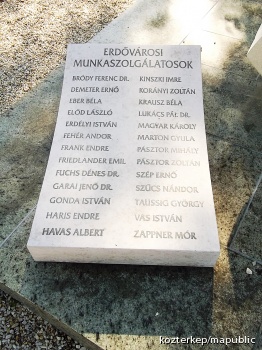 ERDŐVÁROSI
MUNKASZOLGÁLATOSOK
BRÓDY FERENC DR.
DEMETER ERNŐ
EBER BÉLA
ELŐD LÁSZLÓ
ERDÉLYI ISTVÁN
FEHÉR ANDOR
FRANK ENDRE
FRIEDLANDER EMIL
FUCHS DÉNES DR.
GARAI JENŐ DR.
GONDA ISTVÁN
HARIS ENDRE
HAVAS ALBERT
KINSZKI IMRE
KORÁNYI ZOLTÁN
KRAUSZ BÉLA
LUKÁCS PÁL DR.
MAGYAR KÁROLY
MARTON GYULA
PÁSZTOR MIHÁLY
PÁSZTOR ZOLTÁN
SZÉP ERNŐ
SZŰCS NÁNDOR
TAUSSIG GYÖRGY
VAS ISTVÁN
ZAPPNER MÓR
kozterkep/mapublic